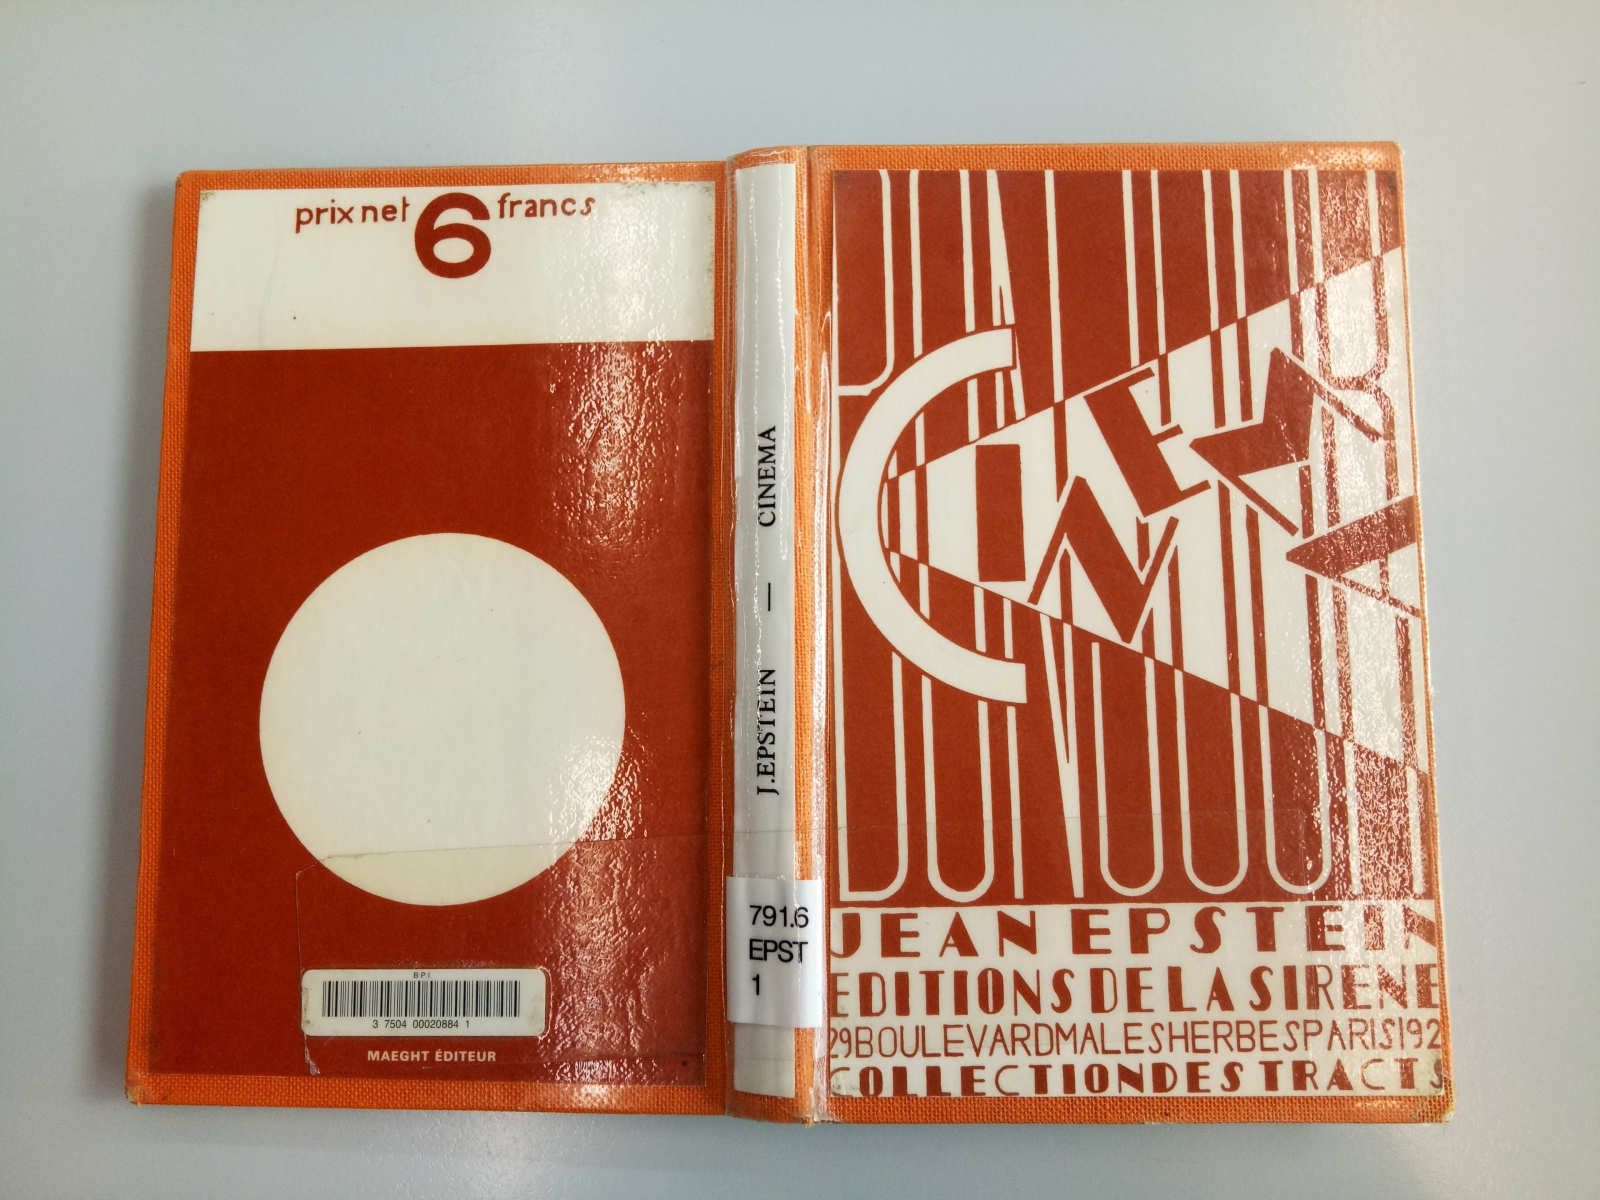 prix net 6 francs
B.P.I.
3 7504 00020884 1
MAEGHT ÉDITEUR
J.EPSTEIN — CINEMA
791.6
EPST
1
BONJOUR
CINEMA
JEAN EPSTEIN
EDITIONS DE LA SIRENE
29 BOULEVARD MALESHERBES PARIS 192
COLLECTION DES TRACTS